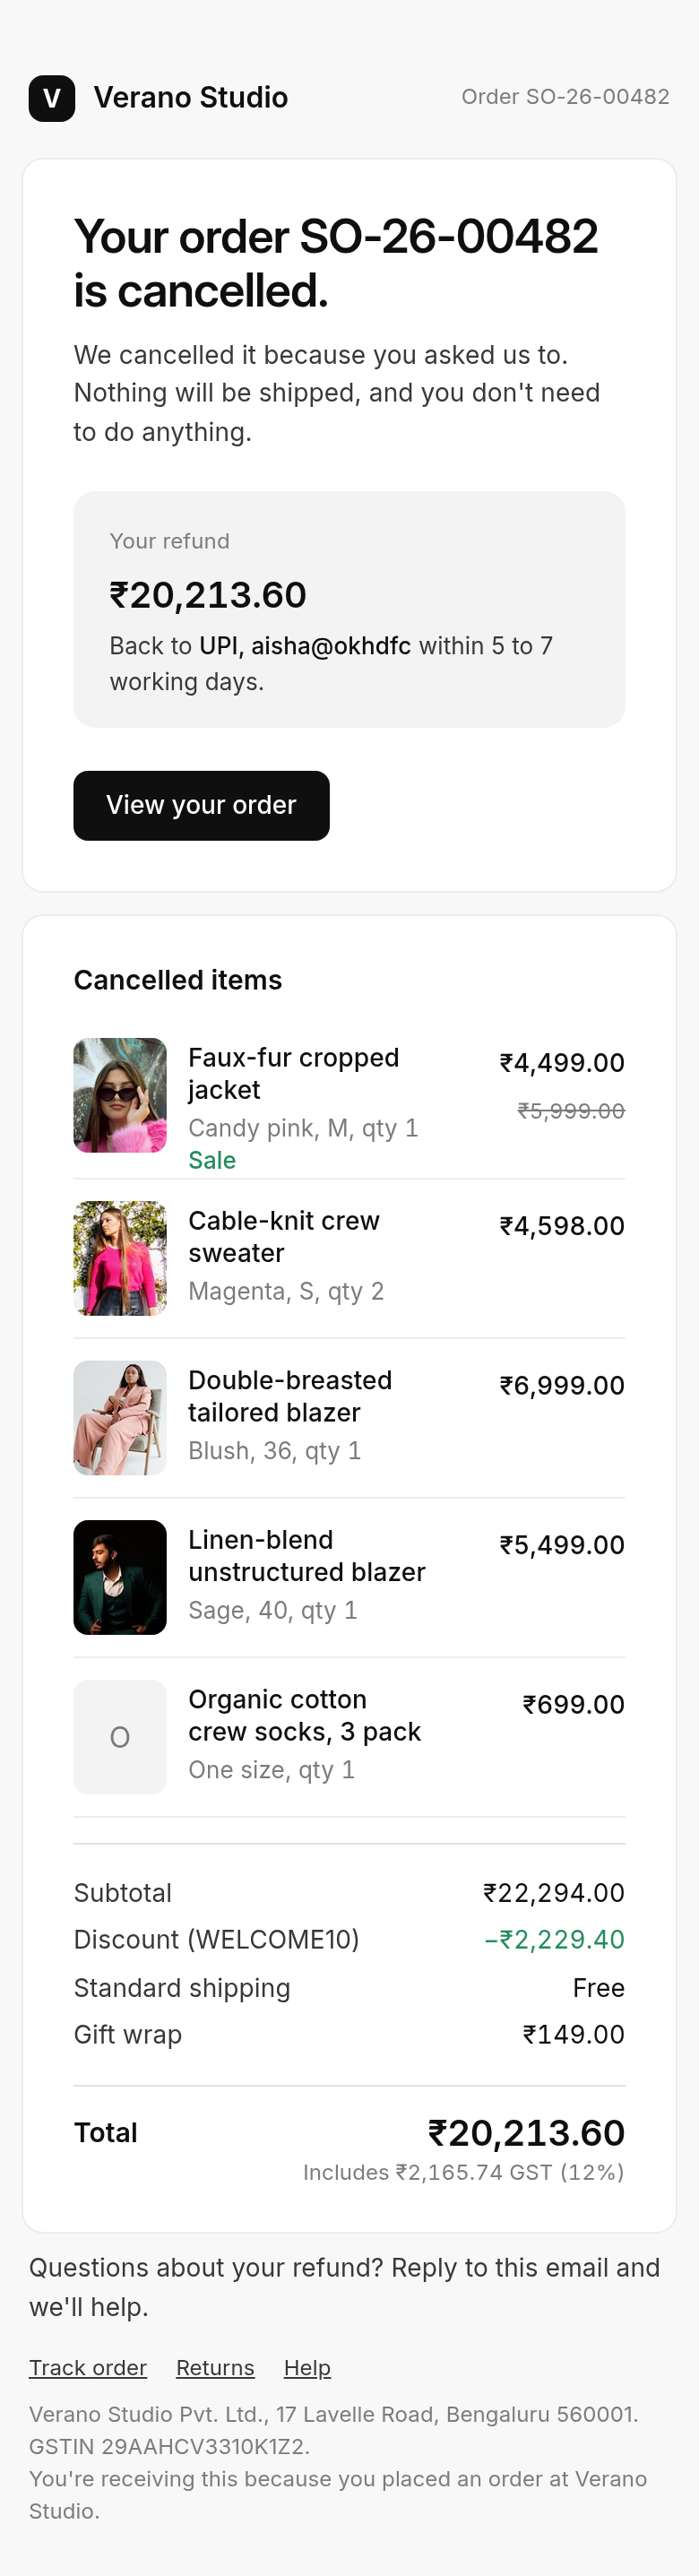 V Verano Studio Order SO-26-00482
Your order SO-26-00482
is cancelled.
We cancelled it because you asked us to.
Nothing will be shipped, and you don't need
to do anything.
Your refund
₹20,213.60
Back to UPI, aisha@okhdfc within 5 to 7
working days.
View your order
Cancelled items
Faux-fur cropped ₹4,499.00
jacket ₹5,999.00
Candy pink, M, qty 1
Sale
Cable-knit crew ₹4,598.00
sweater
Magenta, S, qty 2
Double-breasted ₹6,999.00
tailored blazer
Blush, 36, qty 1
Linen-blend ₹5,499.00
unstructured blazer
Sage, 40, qty 1
O
Organic cotton ₹699.00
crew socks, 3 pack
One size, qty 1
Subtotal ₹22,294.00
Discount (WELCOME10) −₹2,229.40
Standard shipping Free
Gift wrap ₹149.00
Total ₹20,213.60
Includes ₹2,165.74 GST (12%)
Questions about your refund? Reply to this email and
we'll help.
Track order Returns Help
Verano Studio Pvt. Ltd., 17 Lavelle Road, Bengaluru 560001.
GSTIN 29AAHCV3310K1Z2.
You're receiving this because you placed an order at Verano
Studio.